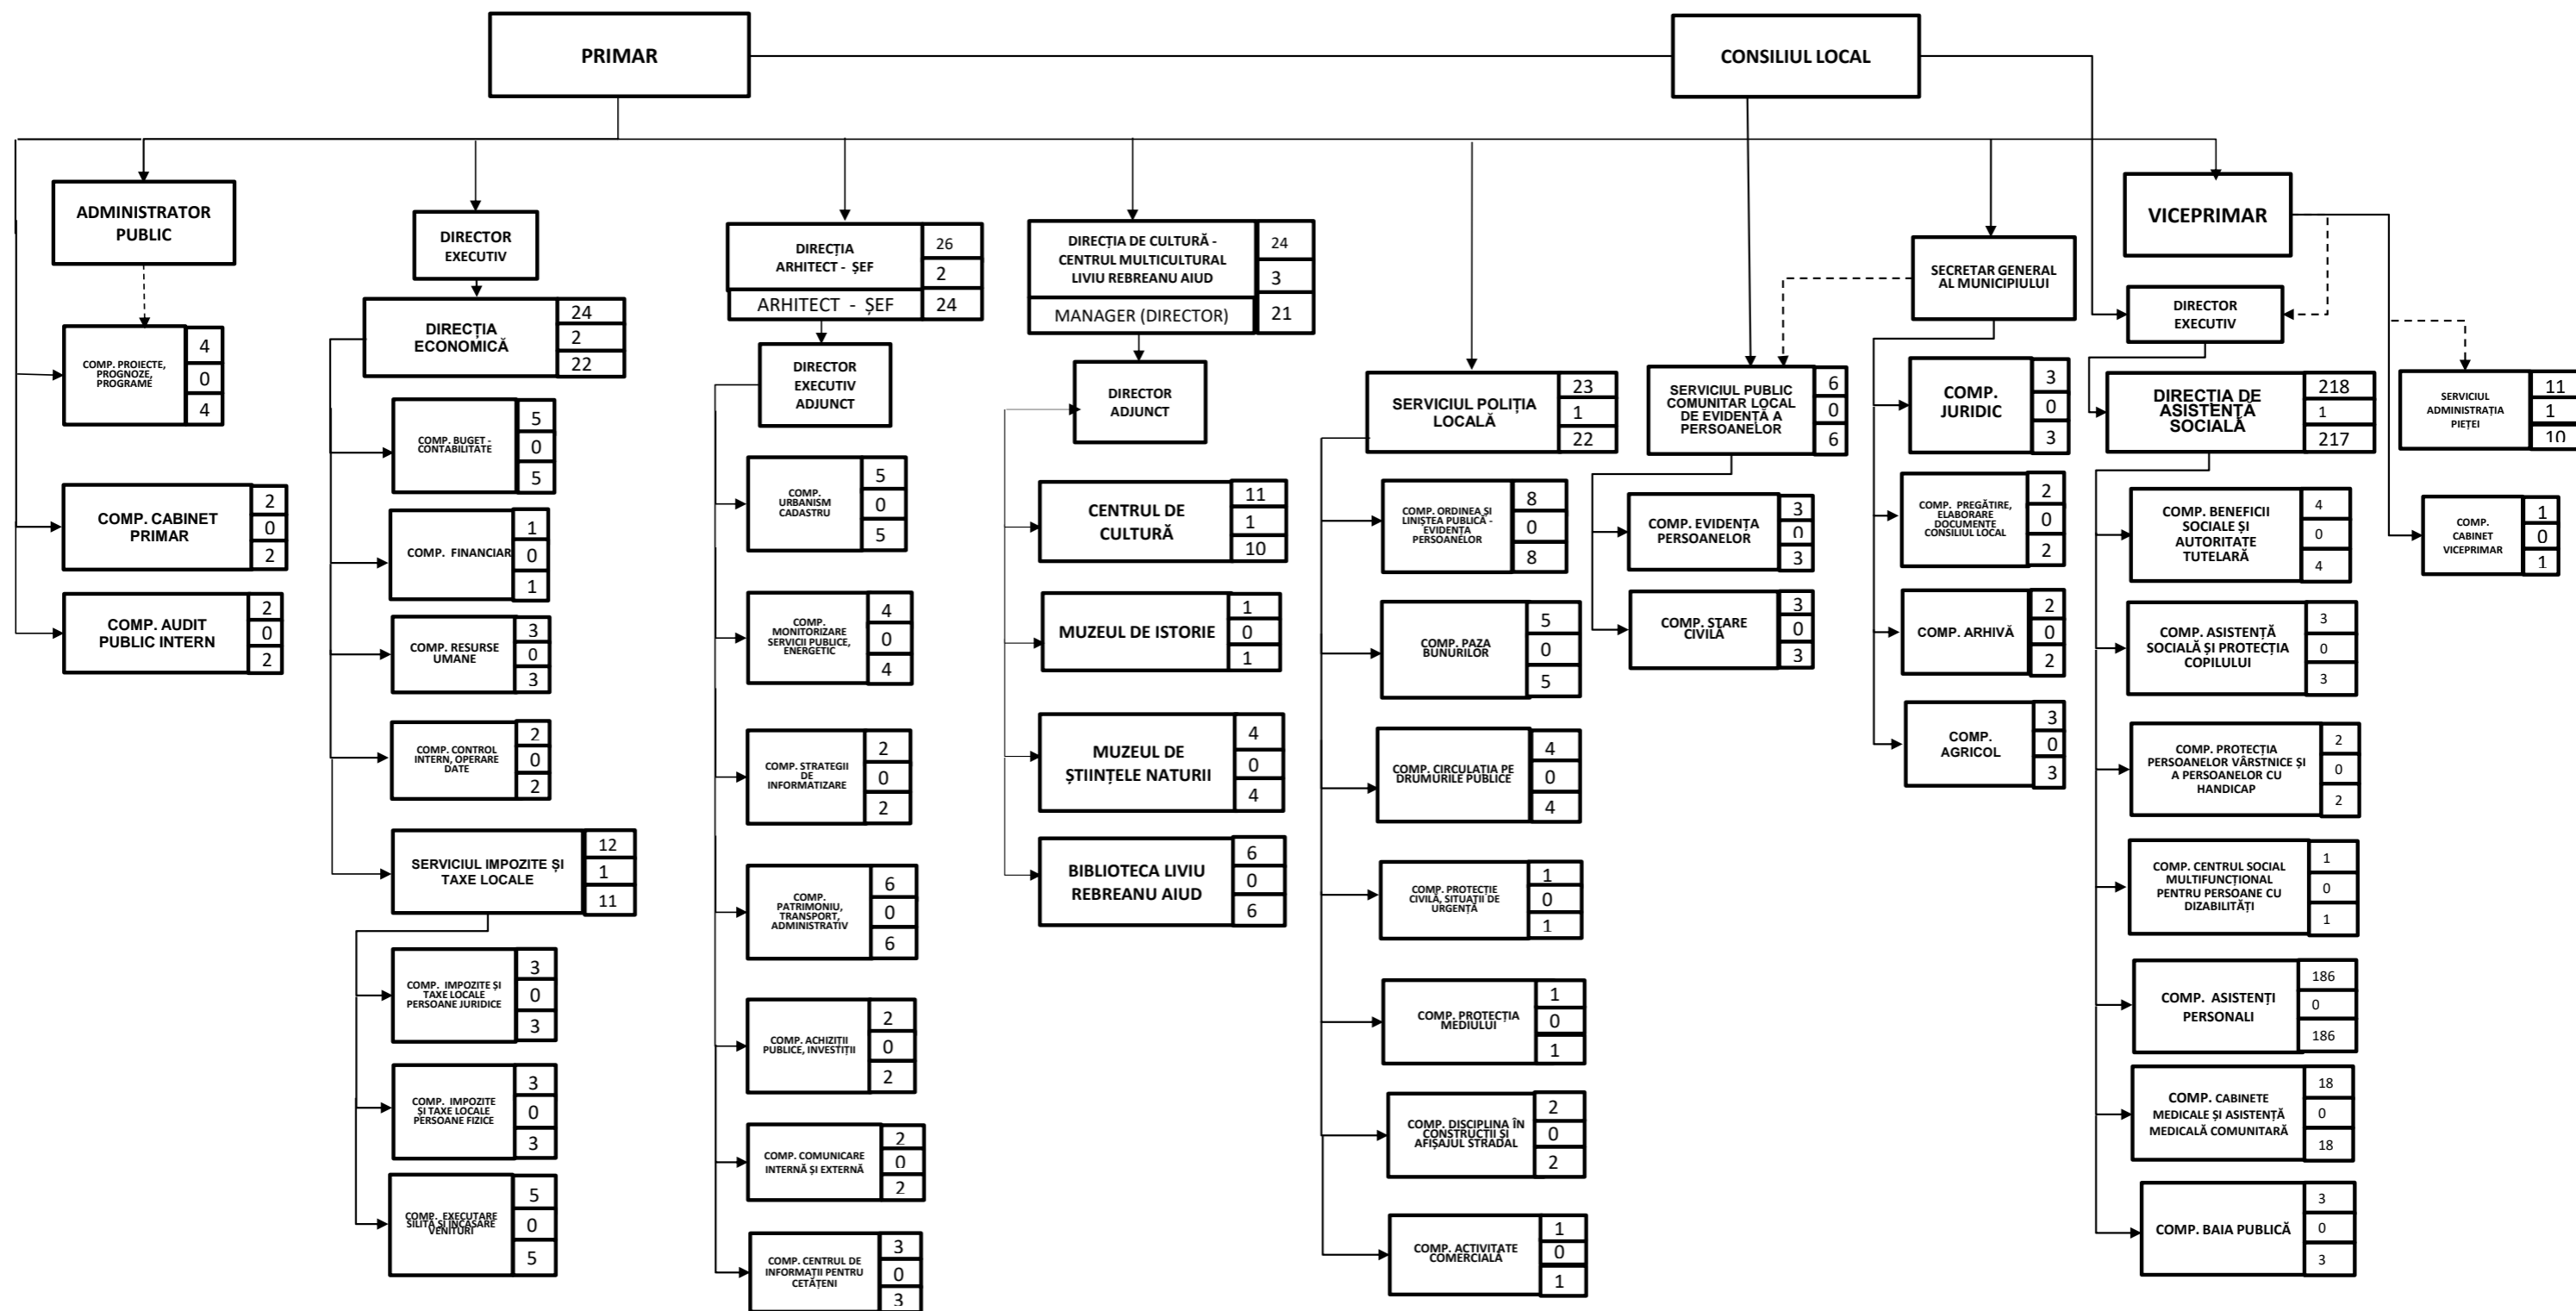 PRIMAR
CONSILIUL LOCAL
ADMINISTRATOR
PUBLIC
COMP. PROIECTE,
PROGNOZE,
PROGRAME
4
0
4
COMP. CABINET
PRIMAR
2
0
2
COMP. AUDIT
PUBLIC INTERN
2
0
2
DIRECTOR
EXECUTIV
DIRECȚIA
ECONOMICĂ
24
2
22
COMP. BUGET -
CONTABILITATE
5
0
5
COMP. FINANCIAR
1
0
1
COMP. RESURSE
UMANE
3
0
3
COMP. CONTROL
INTERN, OPERARE
DATE
2
0
2
SERVICIUL IMPOZITE ȘI
TAXE LOCALE
12
1
11
COMP. IMPOZITE ȘI
TAXE LOCALE
PERSOANE JURIDICE
3
0
3
COMP. IMPOZITE
ȘI TAXE LOCALE
PERSOANE FIZICE
3
0
3
COMP. EXECUTARE
SILITĂ ȘI ÎNCASARE
VENITURI
5
0
5
DIRECȚIA
ARHITECT - ȘEF
26
2
ARHITECT - ȘEF
24
DIRECTOR
EXECUTIV
ADJUNCT
COMP.
URBANISM
CADASTRU
5
0
5
COMP.
MONITORIZARE
SERVICII PUBLICE,
ENERGETIC
4
0
4
COMP. STRATEGII
DE
INFORMATIZARE
2
0
2
COMP.
PATRIMONIU,
TRANSPORT,
ADMINISTRATIV
6
0
6
COMP. ACHIZIȚII
PUBLICE, INVESTIȚII
2
0
2
COMP. COMUNICARE
INTERNĂ ȘI EXTERNĂ
2
0
2
COMP. CENTRUL DE
INFORMAȚII PENTRU
CETĂȚENI
3
0
3
DIRECȚIA DE CULTURĂ -
CENTRUL MULTICULTURAL
LIVIU REBREANU AIUD
24
3
MANAGER (DIRECTOR)
21
DIRECTOR
ADJUNCT
CENTRUL DE
CULTURĂ
11
1
10
MUZEUL DE ISTORIE
1
0
1
MUZEUL DE
ȘTIINȚELE NATURII
4
0
4
BIBLIOTECA LIVIU
REBREANU AIUD
6
0
6
SERVICIUL POLIȚIA
LOCALĂ
23
1
22
COMP. ORDINEA ȘI
LINIȘTEA PUBLICĂ -
EVIDENȚA
PERSOANELOR
8
0
8
COMP. PAZA
BUNURILOR
5
0
5
COMP. CIRCULAȚIA PE
DRUMURILE PUBLICE
4
0
4
COMP. PROTECȚIE
CIVILĂ, SITUAȚII DE
URGENȚĂ
1
0
1
COMP. PROTECȚIA
MEDIULUI
1
0
1
COMP. DISCIPLINA ÎN
CONSTRUCȚII ȘI
AFIȘAJUL STRADAL
2
0
2
COMP. ACTIVITATE
COMERCIALĂ
1
0
1
SERVICIUL PUBLIC
COMUNITAR LOCAL
DE EVIDENȚĂ A
PERSOANELOR
6
0
6
COMP. EVIDENȚA
PERSOANELOR
3
0
3
COMP. STARE
CIVILĂ
3
0
3
SECRETAR GENERAL
AL MUNICIPIULUI
COMP.
JURIDIC
3
0
3
COMP. PREGĂTIRE,
ELABORARE
DOCUMENTE
CONSILIUL LOCAL
2
0
2
COMP. ARHIVĂ
2
0
2
COMP.
AGRICOL
3
0
3
VICEPRIMAR
DIRECTOR
EXECUTIV
DIRECȚIA DE
ASISTENȚĂ
SOCIALĂ
218
1
217
COMP. BENEFICII
SOCIALE ȘI
AUTORITATE
TUTELARĂ
4
0
4
COMP. ASISTENȚĂ
SOCIALĂ ȘI PROTECȚIA
COPILULUI
3
0
3
COMP. PROTECȚIA
PERSOANELOR VÂRSTNICE ȘI
A PERSOANELOR CU
HANDICAP
2
0
2
COMP. CENTRUL SOCIAL
MULTIFUNCȚIONAL
PENTRU PERSOANE CU
DIZABILITĂȚI
1
0
1
COMP. ASISTENȚI
PERSONALI
186
0
186
COMP. CABINETE
MEDICALE ȘI ASISTENȚĂ
MEDICALĂ COMUNITARĂ
18
0
18
COMP. BAIA PUBLICĂ
3
0
3
SERVICIUL
ADMINISTRAȚIA
PIEȚEI
11
1
10
COMP.
CABINET
VICEPRIMAR
1
0
1